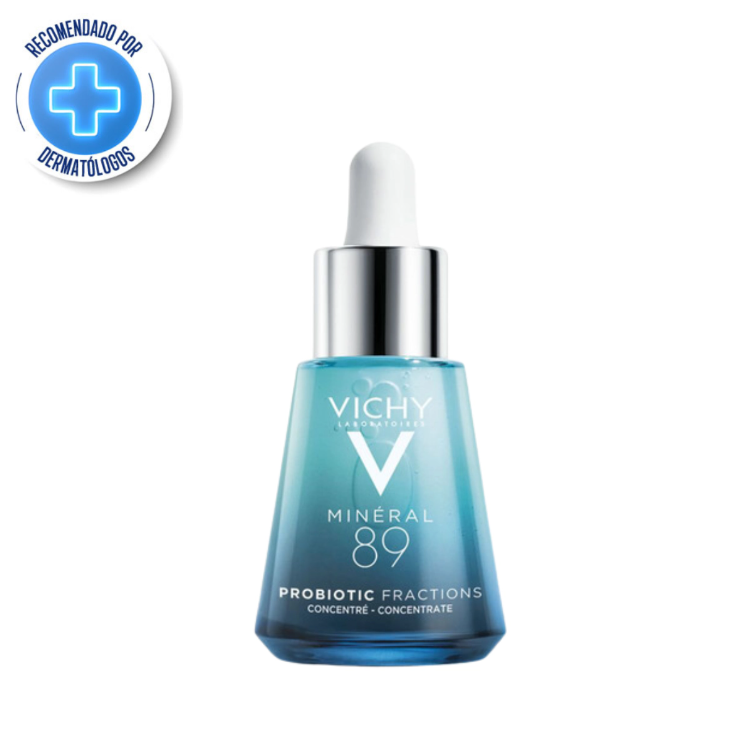 RECOMENDADO POR
DERMATÓLOGOS
VICHY
LABORATOIRES
MINÉRAL
89
PROBIOTIC FRACTIONS
CONCENTRÉ - CONCENTRATE